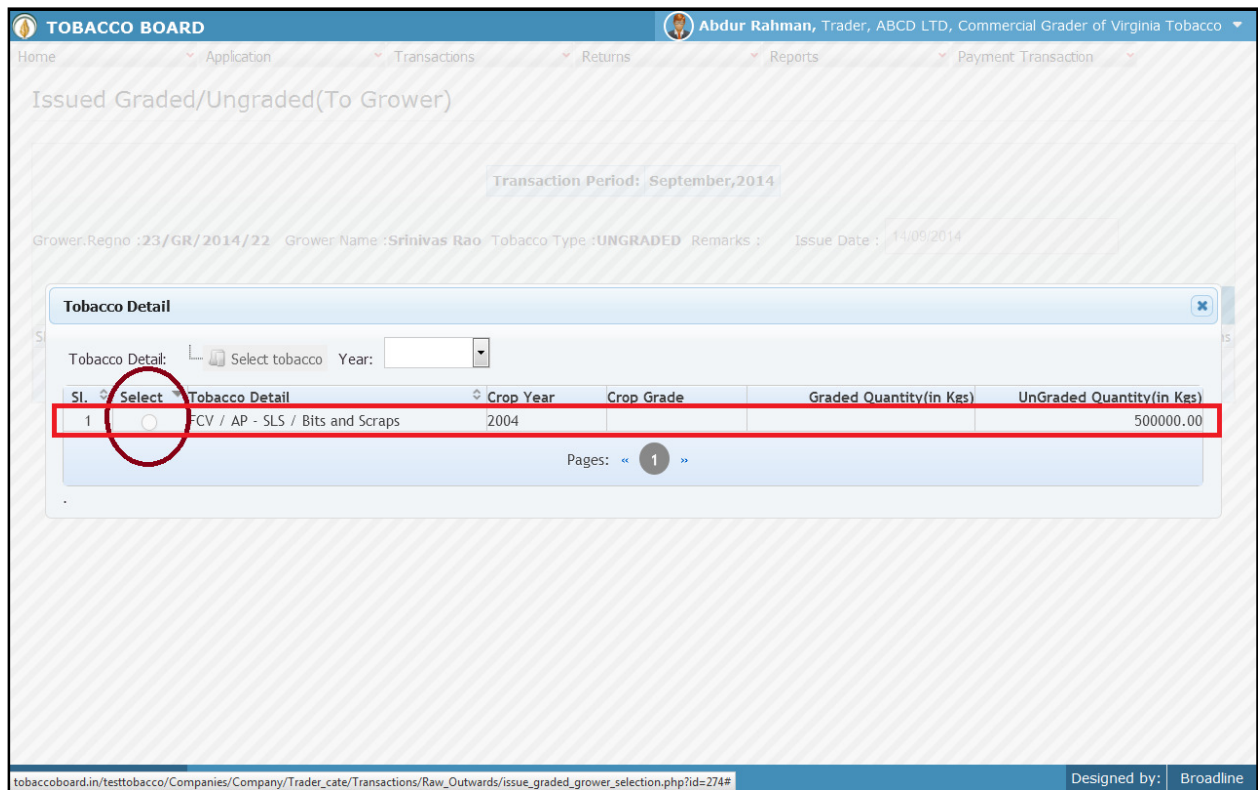 TOBACCO BOARD Abdur Rahman, Trader, ABCD LTD, Commercial Grader of Virginia Tobacco
Home Application Transactions Returns Reports Payment Transaction
Issued Graded/Ungraded(To Grower)
Transaction Period: September,2014
Grower.Regno :23/GR/2014/22 Grower Name :Srinivas Rao Tobacco Type :UNGRADED Remarks : Issue Date : 14/09/2014
Tobacco Detail
Tobacco Detail: Select tobacco Year:
Sl. Select Tobacco Detail Crop Year Crop Grade Graded Quantity(in Kgs) UnGraded Quantity(in Kgs)
1 FCV / AP - SLS / Bits and Scraps 2004 500000.00
Pages: « 1 »
.
tobaccoboard.in/testtobacco/Companies/Company/Trader_cate/Transactions/Raw_Outwards/issue_graded_grower_selection.php?id=274# Designed by: Broadline